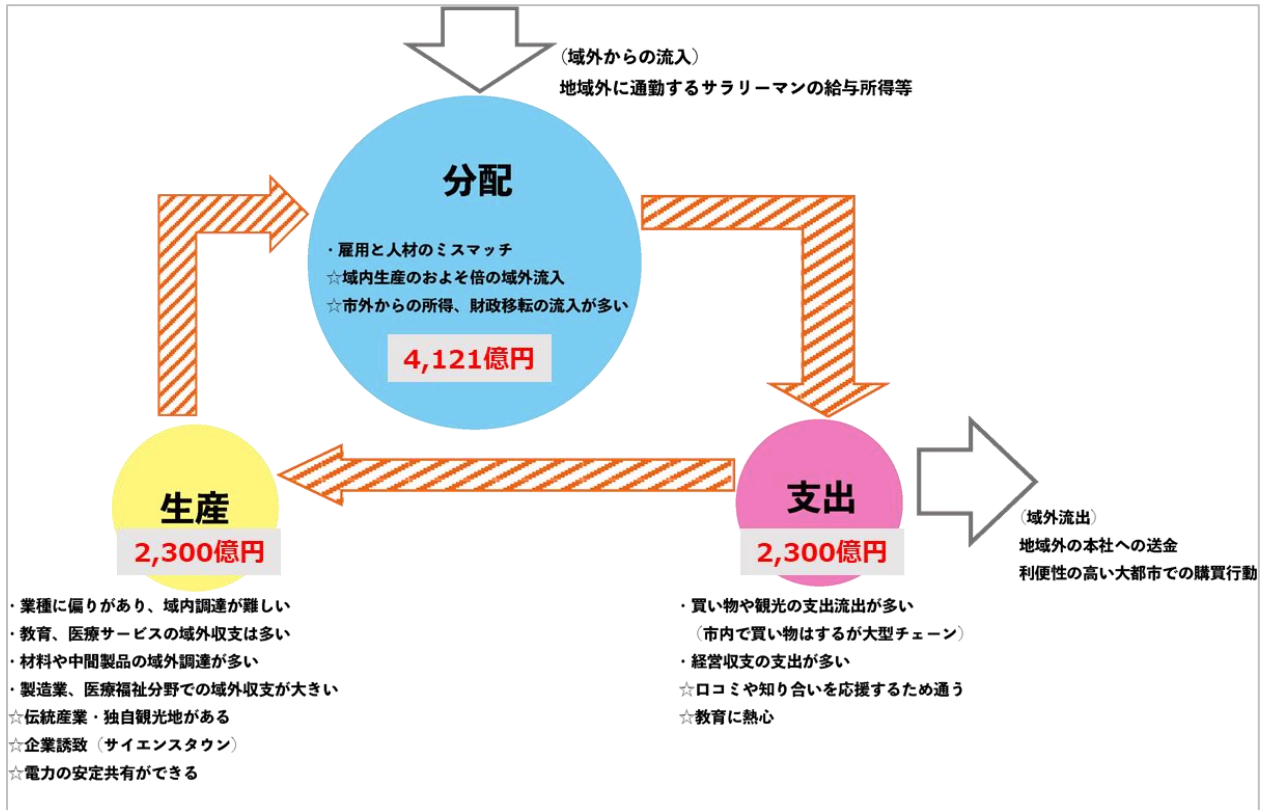 (域外からの流入)
地域外に通勤するサラリーマンの給与所得等
分配
・雇用と人材のミスマッチ
☆域内生産のおよそ倍の域外流入
☆市外からの所得、財政移転の流入が多い
4,121億円
生産
2,300億円
・業種に偏りがあり、域内調達が難しい
・教育、医療サービスの域外収支は多い
・材料や中間製品の域外調達が多い
・製造業、医療福祉分野での域外収支が大きい
☆伝統産業・独自観光地がある
☆企業誘致（サイエンスタウン）
☆電力の安定共有ができる
支出
2,300億円
・買い物や観光の支出流出が多い
（市内で買い物はするが大型チェーン）
・経営収支の支出が多い
☆口コミや知り合いを応援するため通う
☆教育に熱心
(域外流出)
地域外の本社への送金
利便性の高い大都市での購買行動